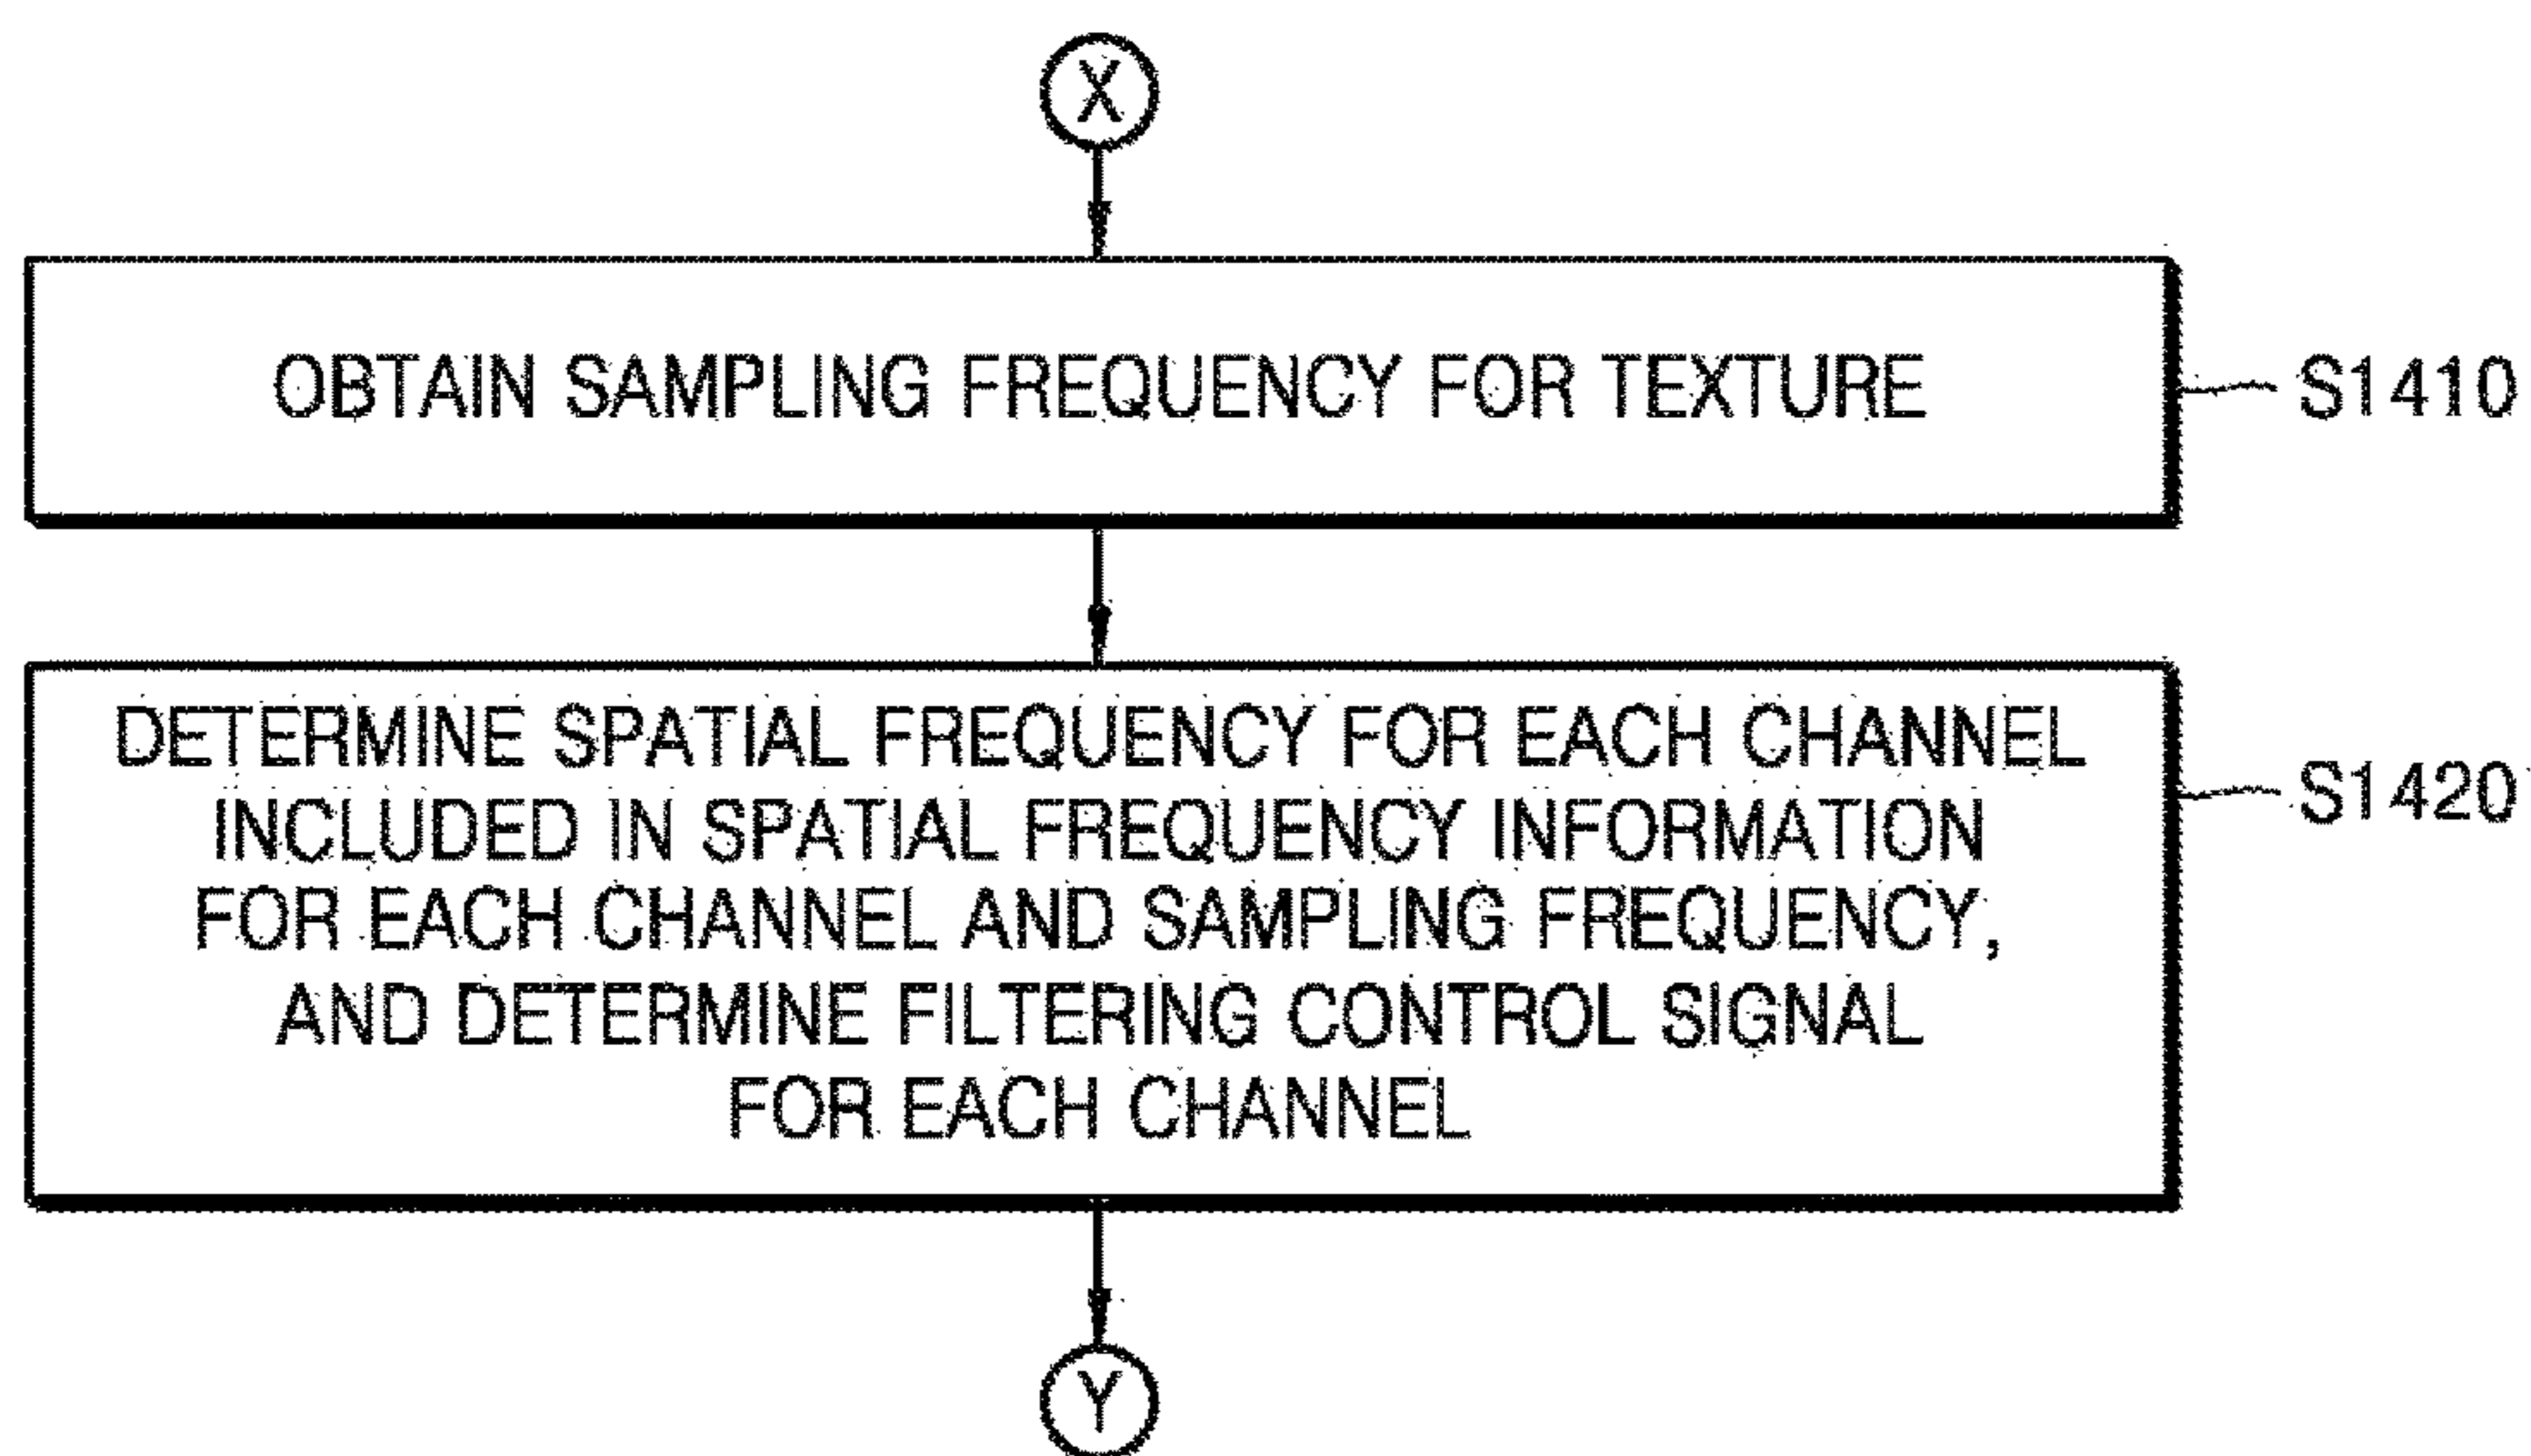 X
OBTAIN SAMPLING FREQUENCY FOR TEXTURE
S1410
DETERMINE SPATIAL FREQUENCY FOR EACH CHANNEL
INCLUDED IN SPATIAL FREQUENCY INFORMATION
FOR EACH CHANNEL AND SAMPLING FREQUENCY,
AND DETERMINE FILTERING CONTROL SIGNAL
FOR EACH CHANNEL
S1420
Y